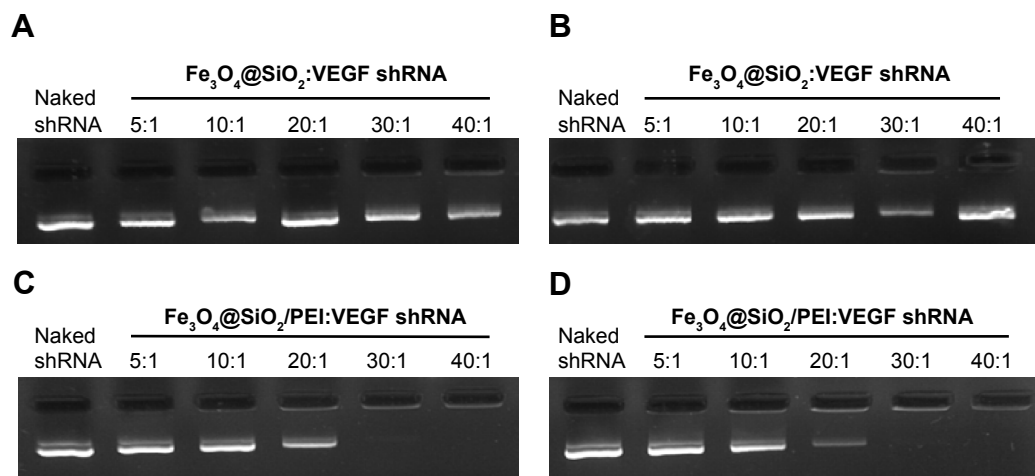 A
Fe₃O₄@SiO₂:VEGF shRNA
Naked
shRNA 5:1 10:1 20:1 30:1 40:1
B
Fe₃O₄@SiO₂:VEGF shRNA
Naked
shRNA 5:1 10:1 20:1 30:1 40:1
C
Fe₃O₄@SiO₂/PEI:VEGF shRNA
Naked
shRNA 5:1 10:1 20:1 30:1 40:1
D
Fe₃O₄@SiO₂/PEI:VEGF shRNA
Naked
shRNA 5:1 10:1 20:1 30:1 40:1